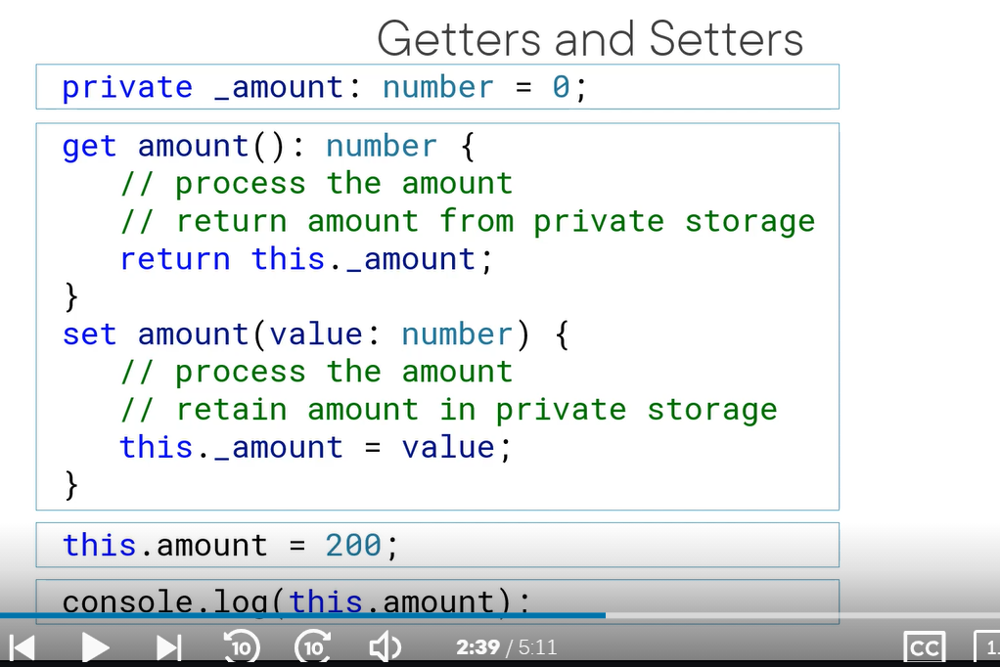 Getters and Setters
private _amount: number = 0;
get amount(): number {
// process the amount
// return amount from private storage
return this._amount;
}
set amount(value: number) {
// process the amount
// retain amount in private storage
this._amount = value;
}
this.amount = 200;
console.log(this.amount);
10 10 2:39 / 5:11 CC 1.